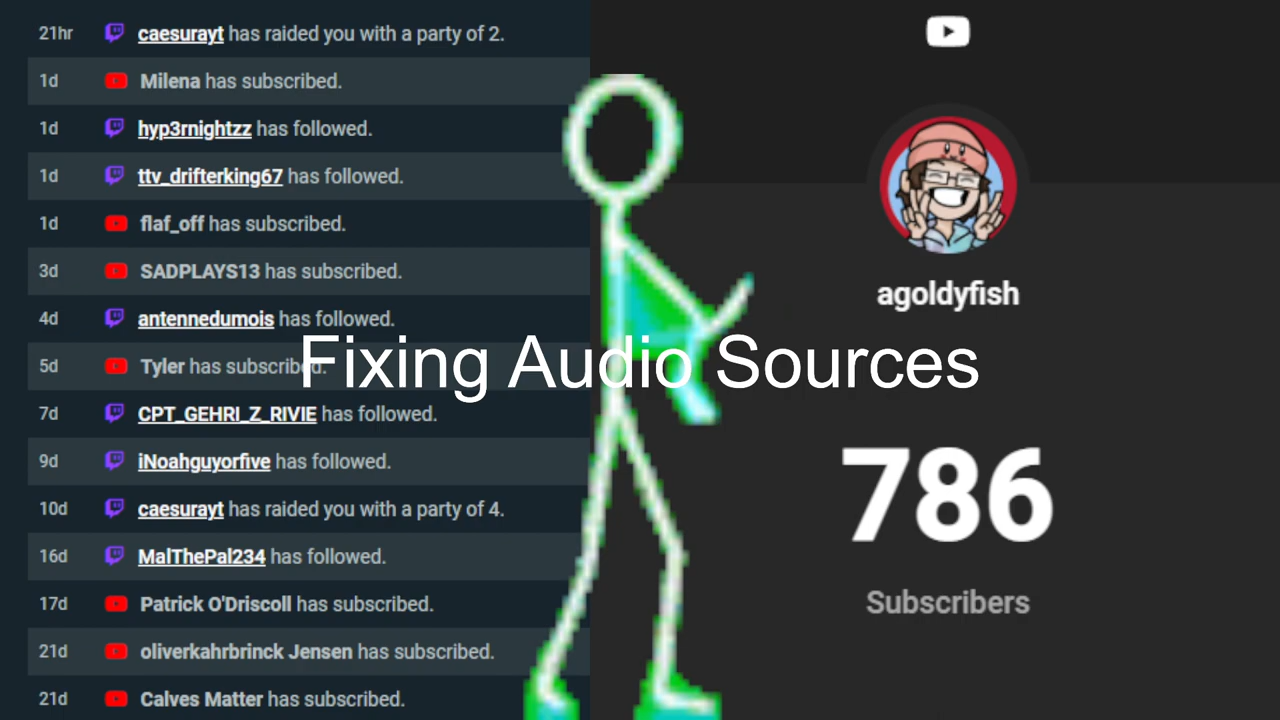 21hr caesurayt has raided you with a party of 2.
1d Milena has subscribed.
1d hyp3rnightzz has followed.
1d ttv_drifterking67 has followed.
1d flaf_off has subscribed.
3d SADPLAYS13 has subscribed.
4d antennedumois has followed.
5d Tyler has subscribed.
7d CPT_GEHRI_Z_RIVIE has followed.
9d iNoahguyorfive has followed.
10d caesurayt has raided you with a party of 4.
16d MalThePal234 has followed.
17d Patrick O'Driscoll has subscribed.
21d oliverkahrbrinck Jensen has subscribed.
21d Calves Matter has subscribed.
Fixing Audio Sources
agoldyfish
786
Subscribers